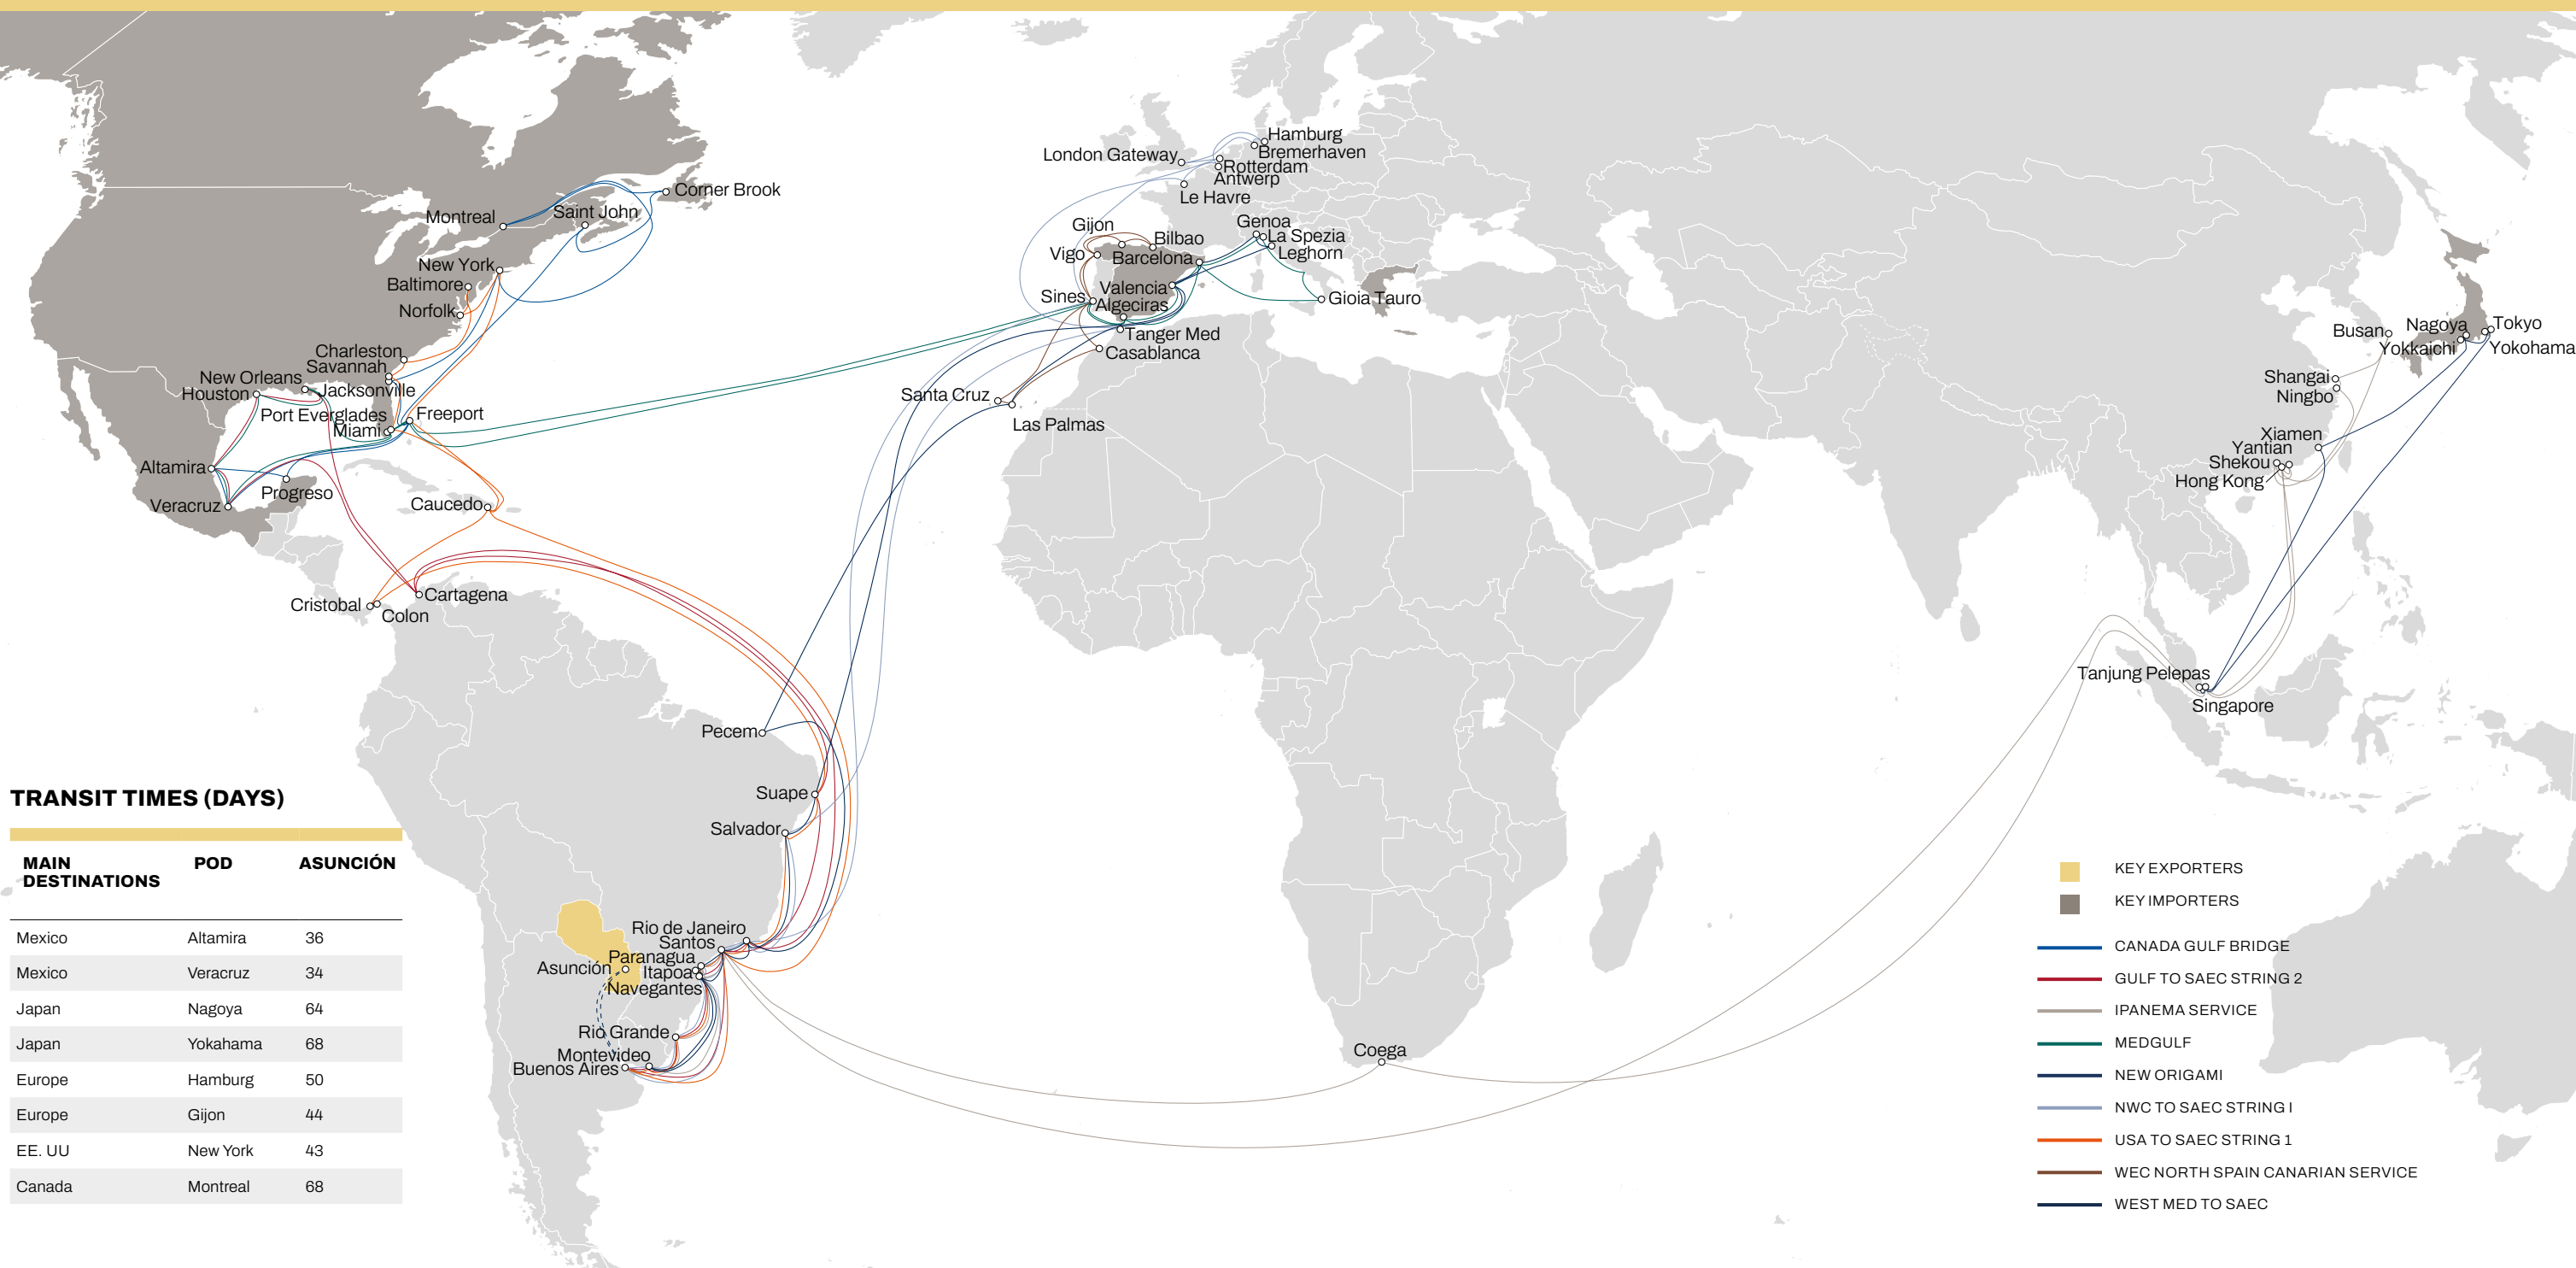 Hamburg
London Gateway
Bremerhaven
Rotterdam
Antwerp
Le Havre
Corner Brook
Saint John
Montreal
Gijon
Genoa
Bilbao
La Spezia
Vigo
Barcelona
Leghorn
New York
Baltimore
Norfolk
Sines
Valencia
Algeciras
Gioia Tauro
Tanger Med
Casablanca
Busan
Nagoya
Tokyo
Yokkaichi
Yokohama
Charleston
Savannah
New Orleans
Houston
Jacksonville
Port Everglades
Freeport
Miami
Santa Cruz
Las Palmas
Shangai
Ningbo
Xiamen
Yantian
Shekou
Hong Kong
Altamira
Progreso
Veracruz
Caucedo
Cristobal
Colon
Cartagena
Tanjung Pelepas
Singapore
Pecem
Suape
Salvador
Rio de Janeiro
Santos
Paranagua
Asunción
Itapoa
Navegantes
Rio Grande
Montevideo
Buenos Aires
Coega
TRANSIT TIMES (DAYS)
MAIN DESTINATIONS POD ASUNCIÓN
Mexico Altamira 36
Mexico Veracruz 34
Japan Nagoya 64
Japan Yokahama 68
Europe Hamburg 50
Europe Gijon 44
EE. UU New York 43
Canada Montreal 68
KEY EXPORTERS
KEY IMPORTERS
CANADA GULF BRIDGE
GULF TO SAEC STRING 2
IPANEMA SERVICE
MEDGULF
NEW ORIGAMI
NWC TO SAEC STRING I
USA TO SAEC STRING 1
WEC NORTH SPAIN CANARIAN SERVICE
WEST MED TO SAEC